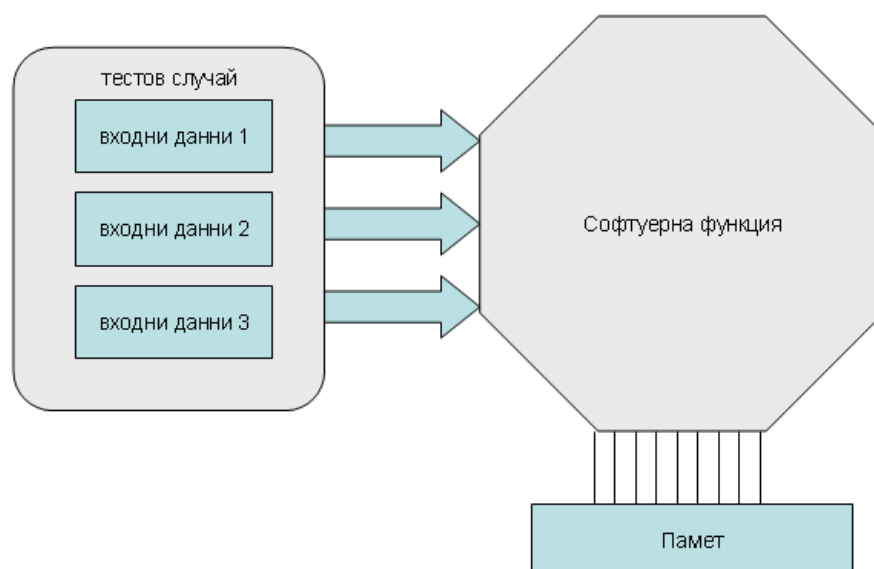 тестов случай
входни данни 1
входни данни 2
входни данни 3
Софтуерна функция
Памет